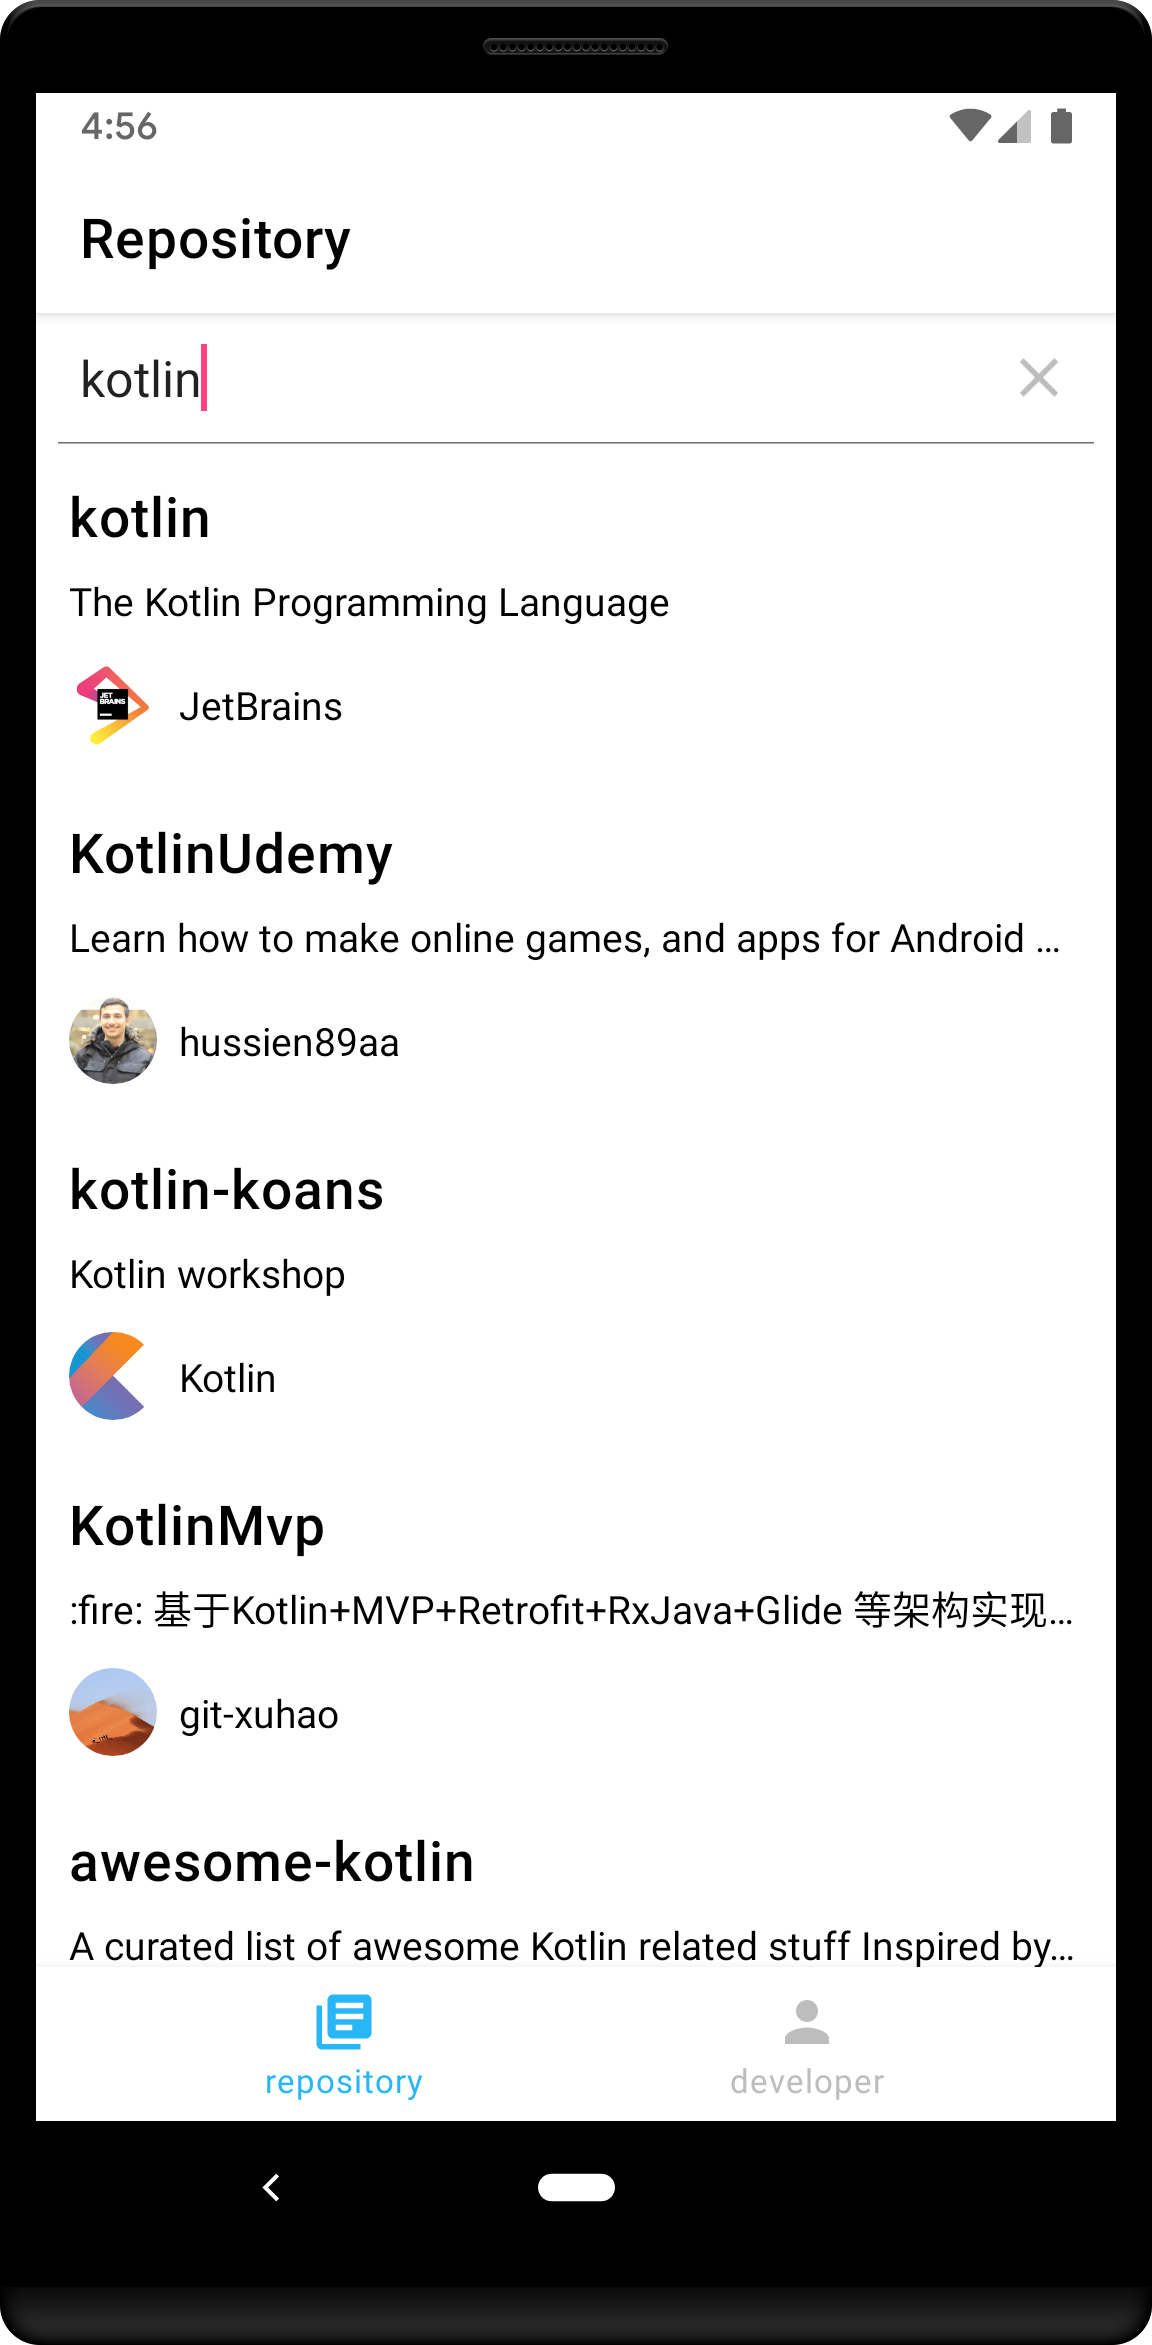 4:56
Repository
kotlin
kotlin
The Kotlin Programming Language
JET
BRAINS
JetBrains
KotlinUdemy
Learn how to make online games, and apps for Android ...
hussien89aa
kotlin-koans
Kotlin workshop
Kotlin
KotlinMvp
:fire: 基于Kotlin+MVP+Retrofit+RxJava+Glide 等架构实现...
git-xuhao
awesome-kotlin
A curated list of awesome Kotlin related stuff Inspired by...
repository
developer